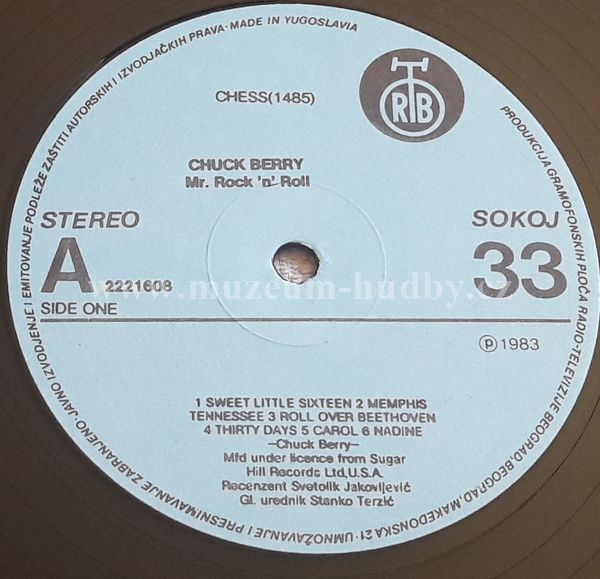 JAVNO IZVODJENJE I EMITOVANJE PODLEŽE ZAŠTITI AUTORSKIH I IZVODJAČKIH PRAVA · MADE IN YUGOSLAVIA
PRODUKCIJA GRAMOFONSKIH PLOČA RADIO-TELEVIZIJE BEOGRAD, BEOGRAD, MAKEDONSKA 21 · UMNOŽAVANJE I PRESNIMAVANJE ZABRANJENO ·
CHESS(1485)
RTB
CHUCK BERRY
Mr. Rock 'n' Roll
STEREO
SOKOJ
A 2221608
33
SIDE ONE
www.muzeum-hudby.cz
℗ 1983
1 SWEET LITTLE SIXTEEN 2 MEMPHIS
TENNESSEE 3 ROLL OVER BEETHOVEN
4 THIRTY DAYS 5 CAROL 6 NADINE
-Chuck Berry-
Mfd under licence from Sugar
Hill Records Ltd,U.S.A.
Recenzent Svetolik Jakovljević
Gl. urednik Stanko Terzić